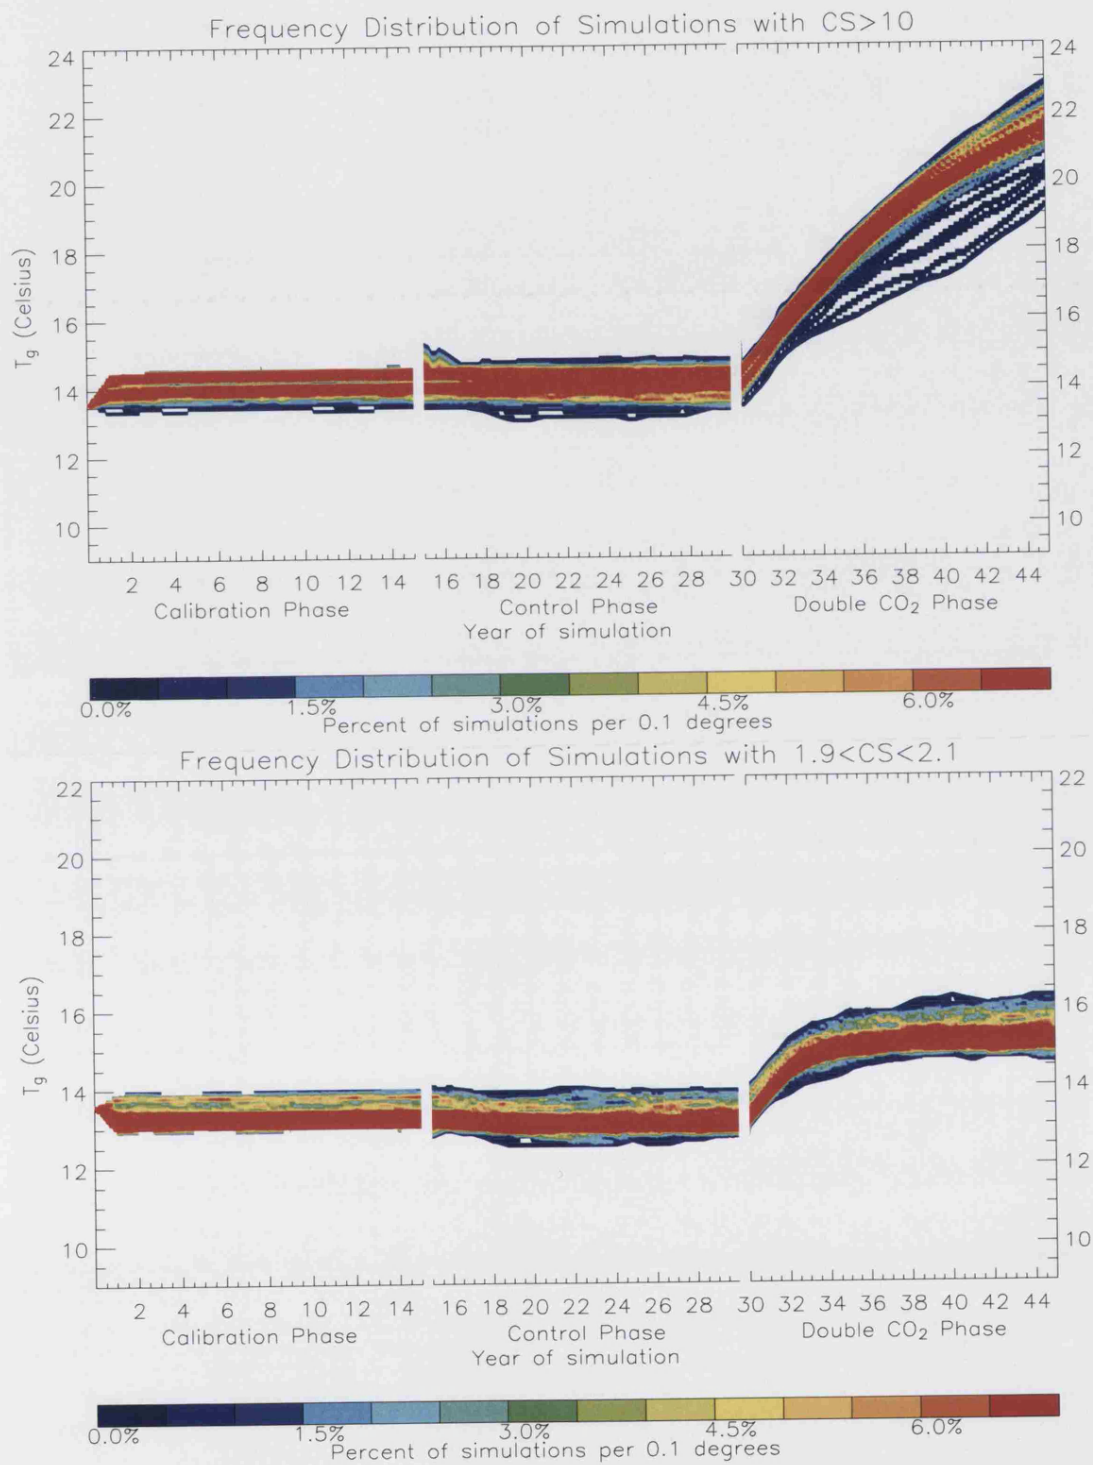 Frequency Distribution of Simulations with CS>10
24 24
22 22
20 20
18 18
16 16
14 14
12 12
10 10
Tg (Celsius)
2 4 6 8 10 12 14 16 18 20 22 24 26 28 30 32 34 36 38 40 42 44
Calibration Phase Control Phase Double CO₂ Phase
Year of simulation
0.0% 1.5% 3.0% 4.5% 6.0%
Percent of simulations per 0.1 degrees
Frequency Distribution of Simulations with 1.9<CS<2.1
22 22
20 20
18 18
16 16
14 14
12 12
10 10
Tg (Celsius)
2 4 6 8 10 12 14 16 18 20 22 24 26 28 30 32 34 36 38 40 42 44
Calibration Phase Control Phase Double CO₂ Phase
Year of simulation
0.0% 1.5% 3.0% 4.5% 6.0%
Percent of simulations per 0.1 degrees